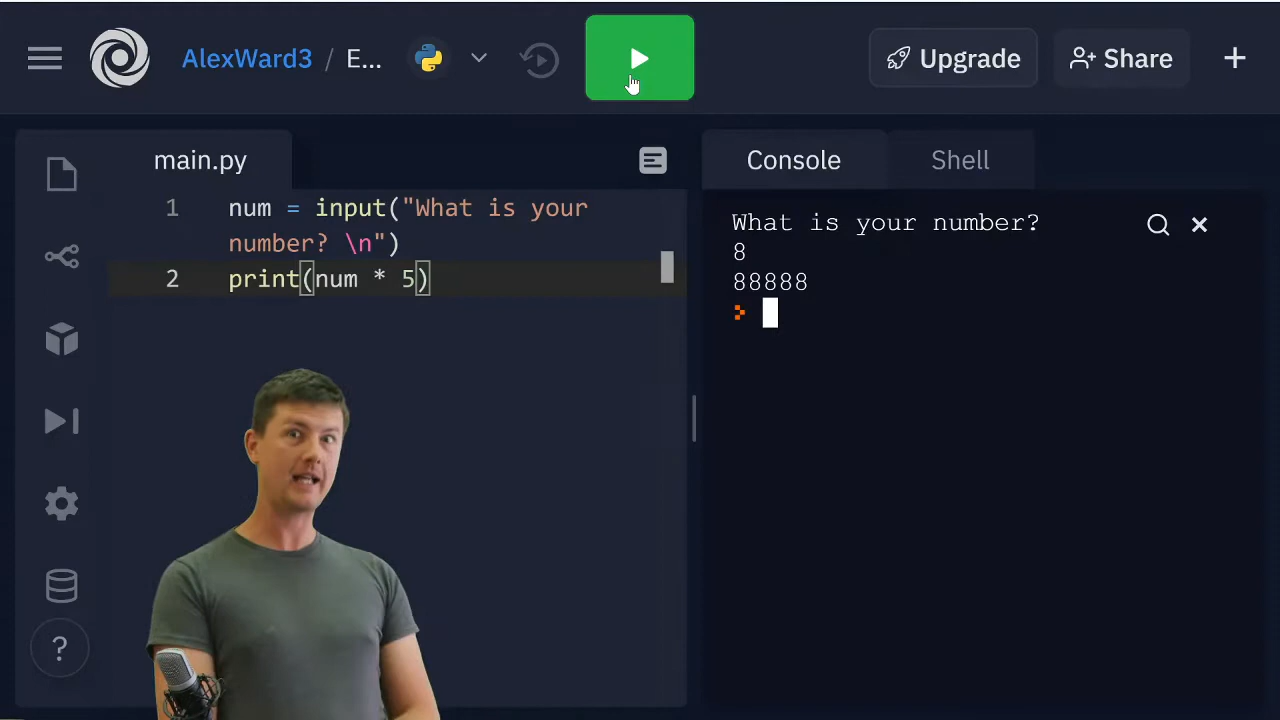 AlexWard3 / E...
Upgrade
Share
main.py
Console
Shell
1 num = input("What is your
number? \n")
2 print(num * 5)
What is your number?
8
88888
?